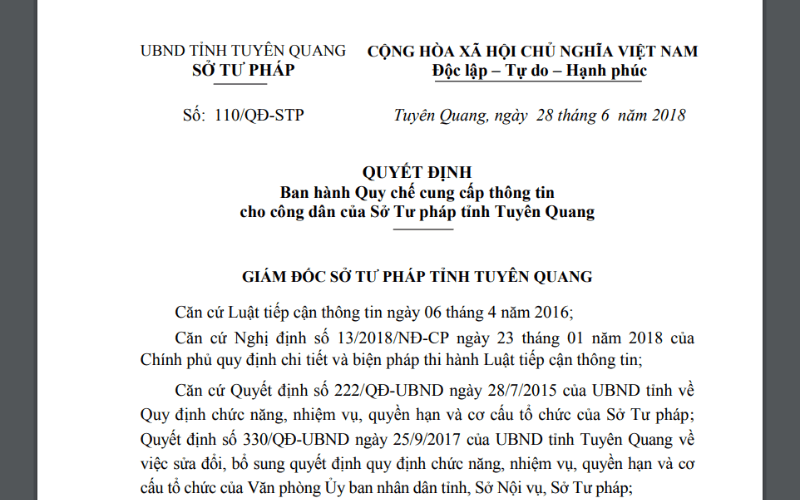 UBND TỈNH TUYÊN QUANG
SỞ TƯ PHÁP
CỘNG HÒA XÃ HỘI CHỦ NGHĨA VIỆT NAM
Độc lập – Tự do – Hạnh phúc
Số: 110/QĐ-STP
Tuyên Quang, ngày 28 tháng 6 năm 2018
QUYẾT ĐỊNH
Ban hành Quy chế cung cấp thông tin
cho công dân của Sở Tư pháp tỉnh Tuyên Quang
GIÁM ĐỐC SỞ TƯ PHÁP TỈNH TUYÊN QUANG
Căn cứ Luật tiếp cận thông tin ngày 06 tháng 4 năm 2016;
Căn cứ Nghị định số 13/2018/NĐ-CP ngày 23 tháng 01 năm 2018 của
Chính phủ quy định chi tiết và biện pháp thi hành Luật tiếp cận thông tin;
Căn cứ Quyết định số 222/QĐ-UBND ngày 28/7/2015 của UBND tỉnh về
Quy định chức năng, nhiệm vụ, quyền hạn và cơ cấu tổ chức của Sở Tư pháp;
Quyết định số 330/QĐ-UBND ngày 25/9/2017 của UBND tỉnh Tuyên Quang về
việc sửa đổi, bổ sung quyết định quy định chức năng, nhiệm vụ, quyền hạn và cơ
cấu tổ chức của Văn phòng Ủy ban nhân dân tỉnh, Sở Nội vụ, Sở Tư pháp;